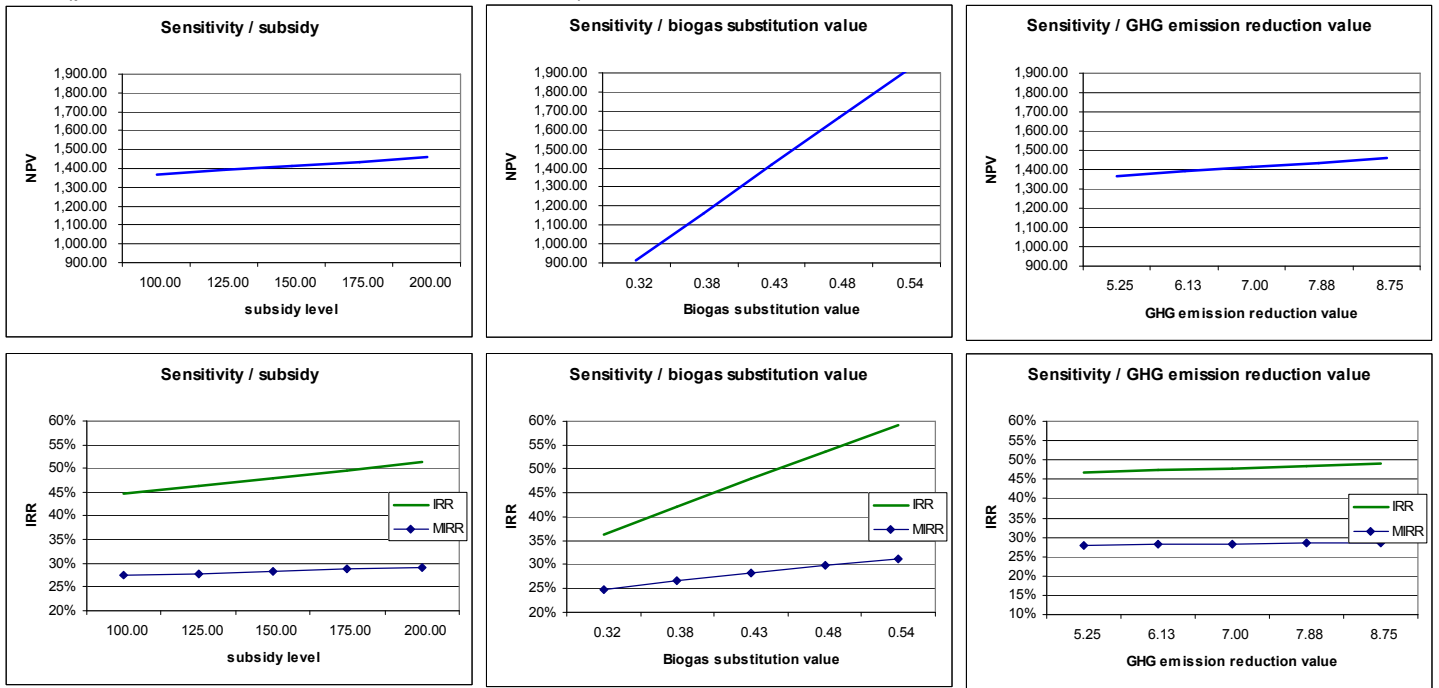 Sensitivity / subsidy
NPV
1,900.00
1,800.00
1,700.00
1,600.00
1,500.00
1,400.00
1,300.00
1,200.00
1,100.00
1,000.00
900.00
100.00 125.00 150.00 175.00 200.00
subsidy level
Sensitivity / biogas substitution value
NPV
1,900.00
1,800.00
1,700.00
1,600.00
1,500.00
1,400.00
1,300.00
1,200.00
1,100.00
1,000.00
900.00
0.32 0.38 0.43 0.48 0.54
Biogas substitution value
Sensitivity / GHG emission reduction value
NPV
1,900.00
1,800.00
1,700.00
1,600.00
1,500.00
1,400.00
1,300.00
1,200.00
1,100.00
1,000.00
900.00
5.25 6.13 7.00 7.88 8.75
GHG emission reduction value
Sensitivity / subsidy
IRR
60%
55%
50%
45%
40%
35%
30%
25%
20%
IRR
MIRR
100.00 125.00 150.00 175.00 200.00
subsidy level
Sensitivity / biogas substitution value
IRR
60%
55%
50%
45%
40%
35%
30%
25%
20%
IRR
MIRR
0.32 0.38 0.43 0.48 0.54
Biogas substitution value
Sensitivity / GHG emission reduction value
IRR
60%
55%
50%
45%
40%
35%
30%
25%
20%
15%
10%
IRR
MIRR
5.25 6.13 7.00 7.88 8.75
GHG emission reduction value